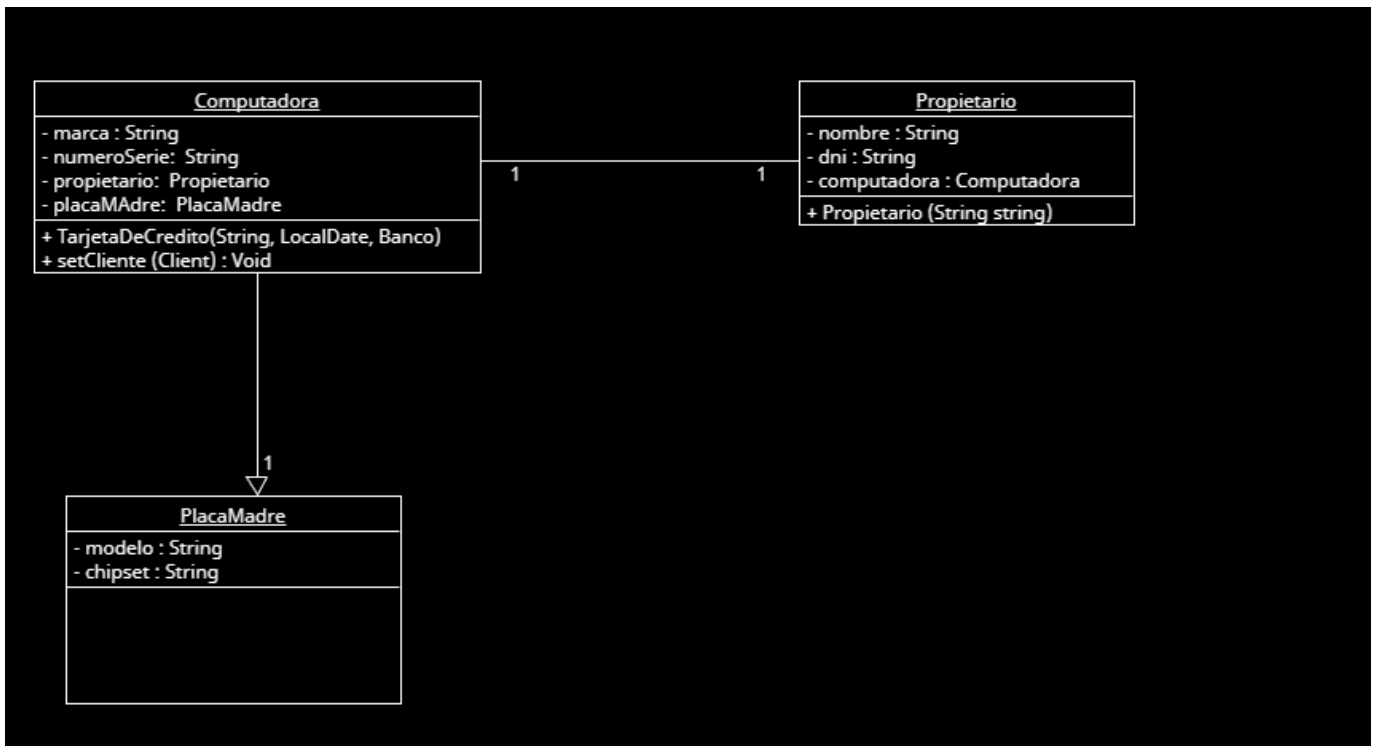 Computadora
- marca : String
- numeroSerie: String
- propietario: Propietario
- placaMAdre: PlacaMadre
+ TarjetaDeCredito(String, LocalDate, Banco)
+ setCliente (Client) : Void
1
1
Propietario
- nombre : String
- dni : String
- computadora : Computadora
+ Propietario (String string)
1
PlacaMadre
- modelo : String
- chipset : String